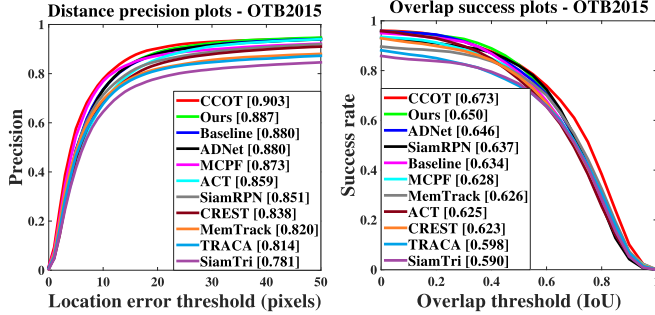 Distance precision plots - OTB2015
Precision
1
0.8
0.6
0.4
0.2
0
0
10
20
30
40
50
Location error threshold (pixels)
CCOT [0.903]
Ours [0.887]
Baseline [0.880]
ADNet [0.880]
MCPF [0.873]
ACT [0.859]
SiamRPN [0.851]
CREST [0.838]
MemTrack [0.820]
TRACA [0.814]
SiamTri [0.781]
Overlap success plots - OTB2015
Success rate
1
0.8
0.6
0.4
0.2
0
0
0.2
0.4
0.6
0.8
Overlap threshold (IoU)
CCOT [0.673]
Ours [0.650]
ADNet [0.646]
SiamRPN [0.637]
Baseline [0.634]
MCPF [0.628]
MemTrack [0.626]
ACT [0.625]
CREST [0.623]
TRACA [0.598]
SiamTri [0.590]